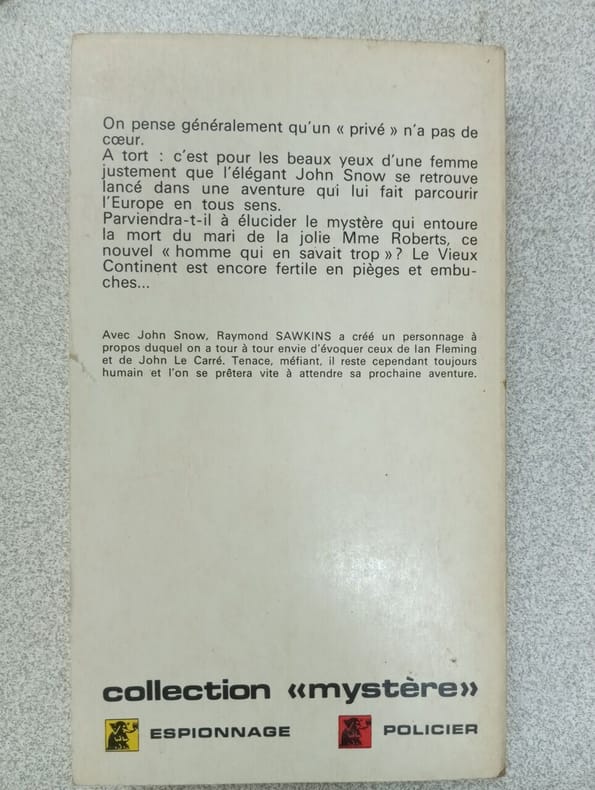 On pense généralement qu'un « privé » n'a pas de
cœur.
A tort : c'est pour les beaux yeux d'une femme
justement que l'élégant John Snow se retrouve
lancé dans une aventure qui lui fait parcourir
l'Europe en tous sens.
Parviendra-t-il à élucider le mystère qui entoure
la mort du mari de la jolie Mme Roberts, ce
nouvel « homme qui en savait trop » ? Le Vieux
Continent est encore fertile en pièges et embu-
ches...
Avec John Snow, Raymond SAWKINS a créé un personnage à
propos duquel on a tour à tour envie d'évoquer ceux de Ian Fleming
et de John Le Carré. Tenace, méfiant, il reste cependant toujours
humain et l'on se prêtera vite à attendre sa prochaine aventure.
collection «mystère»
ESPIONNAGE POLICIER